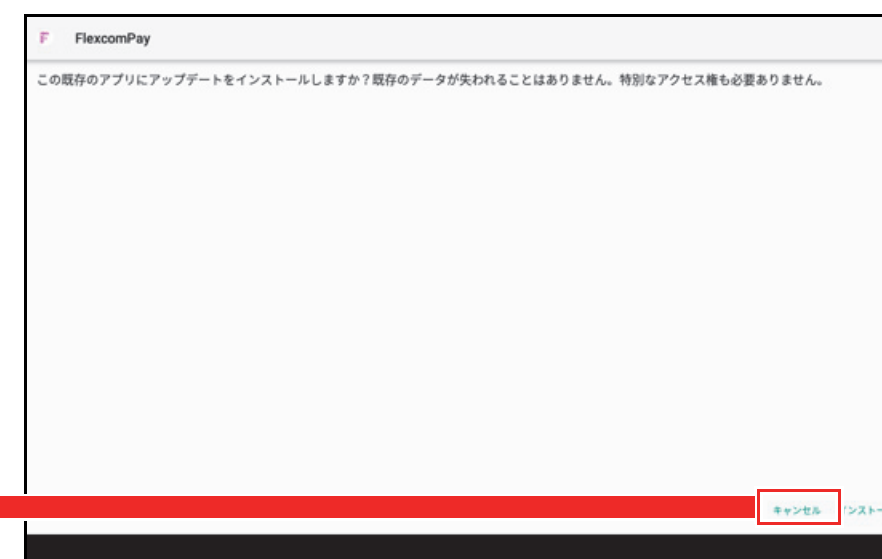 F FlexcomPay
この既存のアプリにアップデートをインストールしますか？既存のデータが失われることはありません。特別なアクセス権も必要ありません。
キャンセル